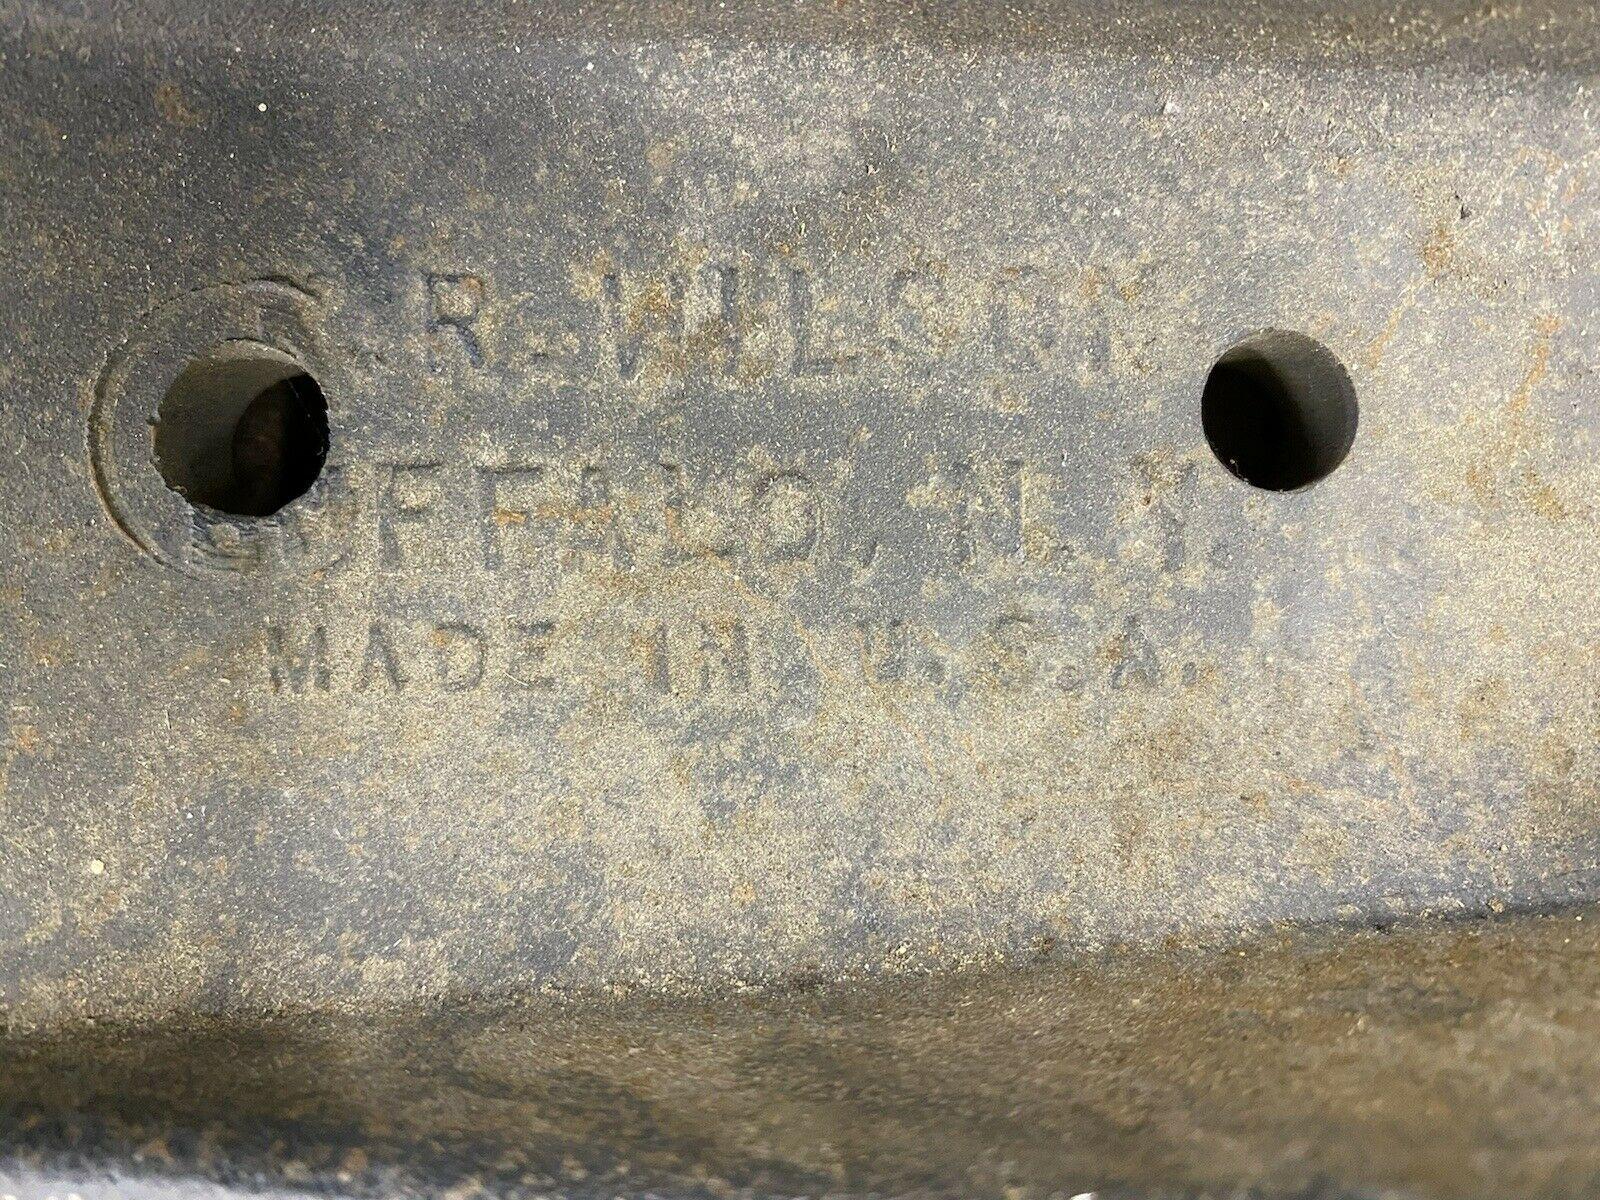 .R. WILSON
BUFFALO, N.Y.
MADE IN U.S.A.